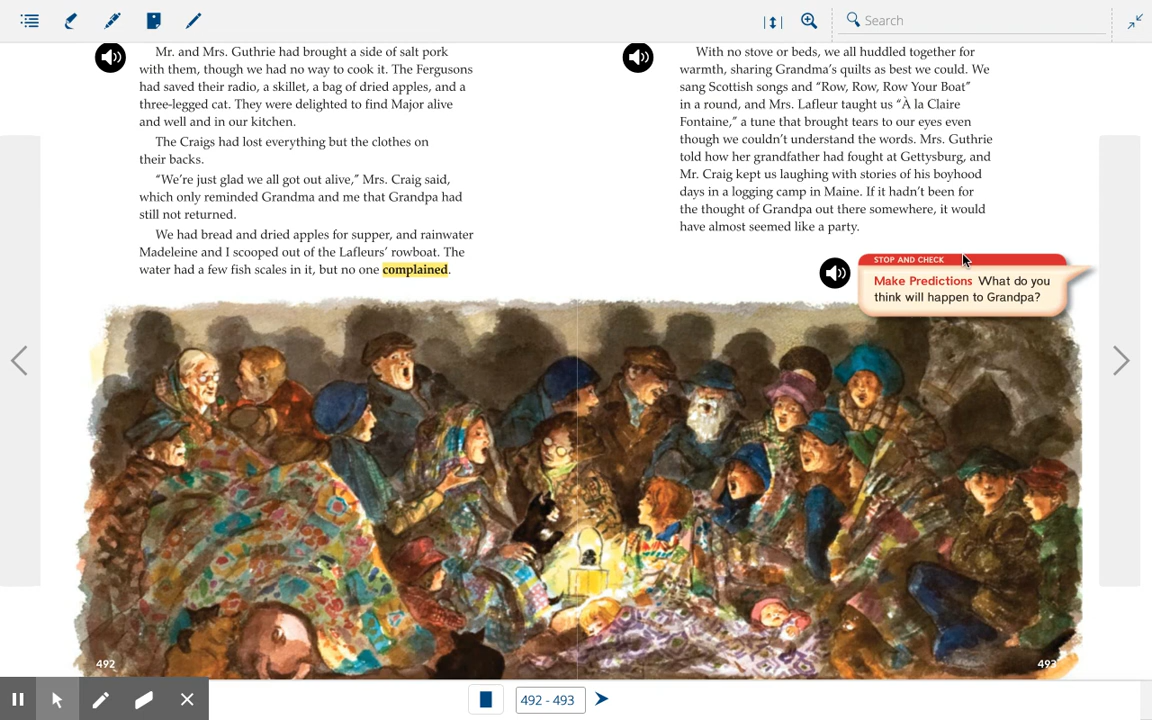 Search
Mr. and Mrs. Guthrie had brought a side of salt pork
with them, though we had no way to cook it. The Fergusons
had saved their radio, a skillet, a bag of dried apples, and a
three-legged cat. They were delighted to find Major alive
and well and in our kitchen.
The Craigs had lost everything but the clothes on
their backs.
“We’re just glad we all got out alive,” Mrs. Craig said,
which only reminded Grandma and me that Grandpa had
still not returned.
We had bread and dried apples for supper, and rainwater
Madeleine and I scooped out of the Lafleurs’ rowboat. The
water had a few fish scales in it, but no one complained.
With no stove or beds, we all huddled together for
warmth, sharing Grandma’s quilts as best we could. We
sang Scottish songs and “Row, Row, Row Your Boat”
in a round, and Mrs. Lafleur taught us “À la Claire
Fontaine,” a tune that brought tears to our eyes even
though we couldn’t understand the words. Mrs. Guthrie
told how her grandfather had fought at Gettysburg, and
Mr. Craig kept us laughing with stories of his boyhood
days in a logging camp in Maine. If it hadn’t been for
the thought of Grandpa out there somewhere, it would
have almost seemed like a party.
STOP AND CHECK
Make Predictions What do you
think will happen to Grandpa?
492
493
492 - 493